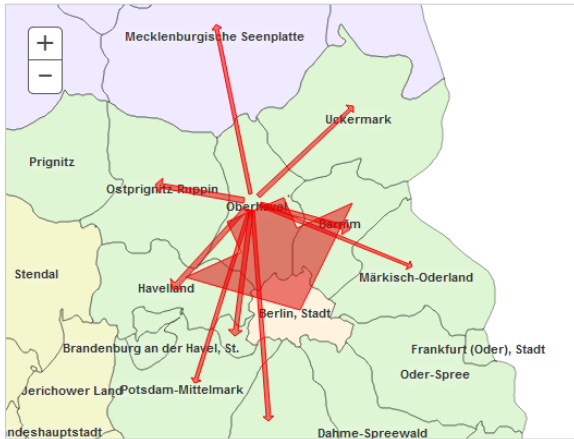 +
−
Mecklenburgische Seenplatte
Uckermark
Prignitz
Ostprignitz-Ruppin
Oberhavel
Barnim
Stendal
Havelland
Märkisch-Oderland
Berlin, Stadt
Brandenburg an der Havel, St.
Frankfurt (Oder), Stadt
Oder-Spree
Jerichower Land
Potsdam-Mittelmark
andeshauptstadt
Dahme-Spreewald